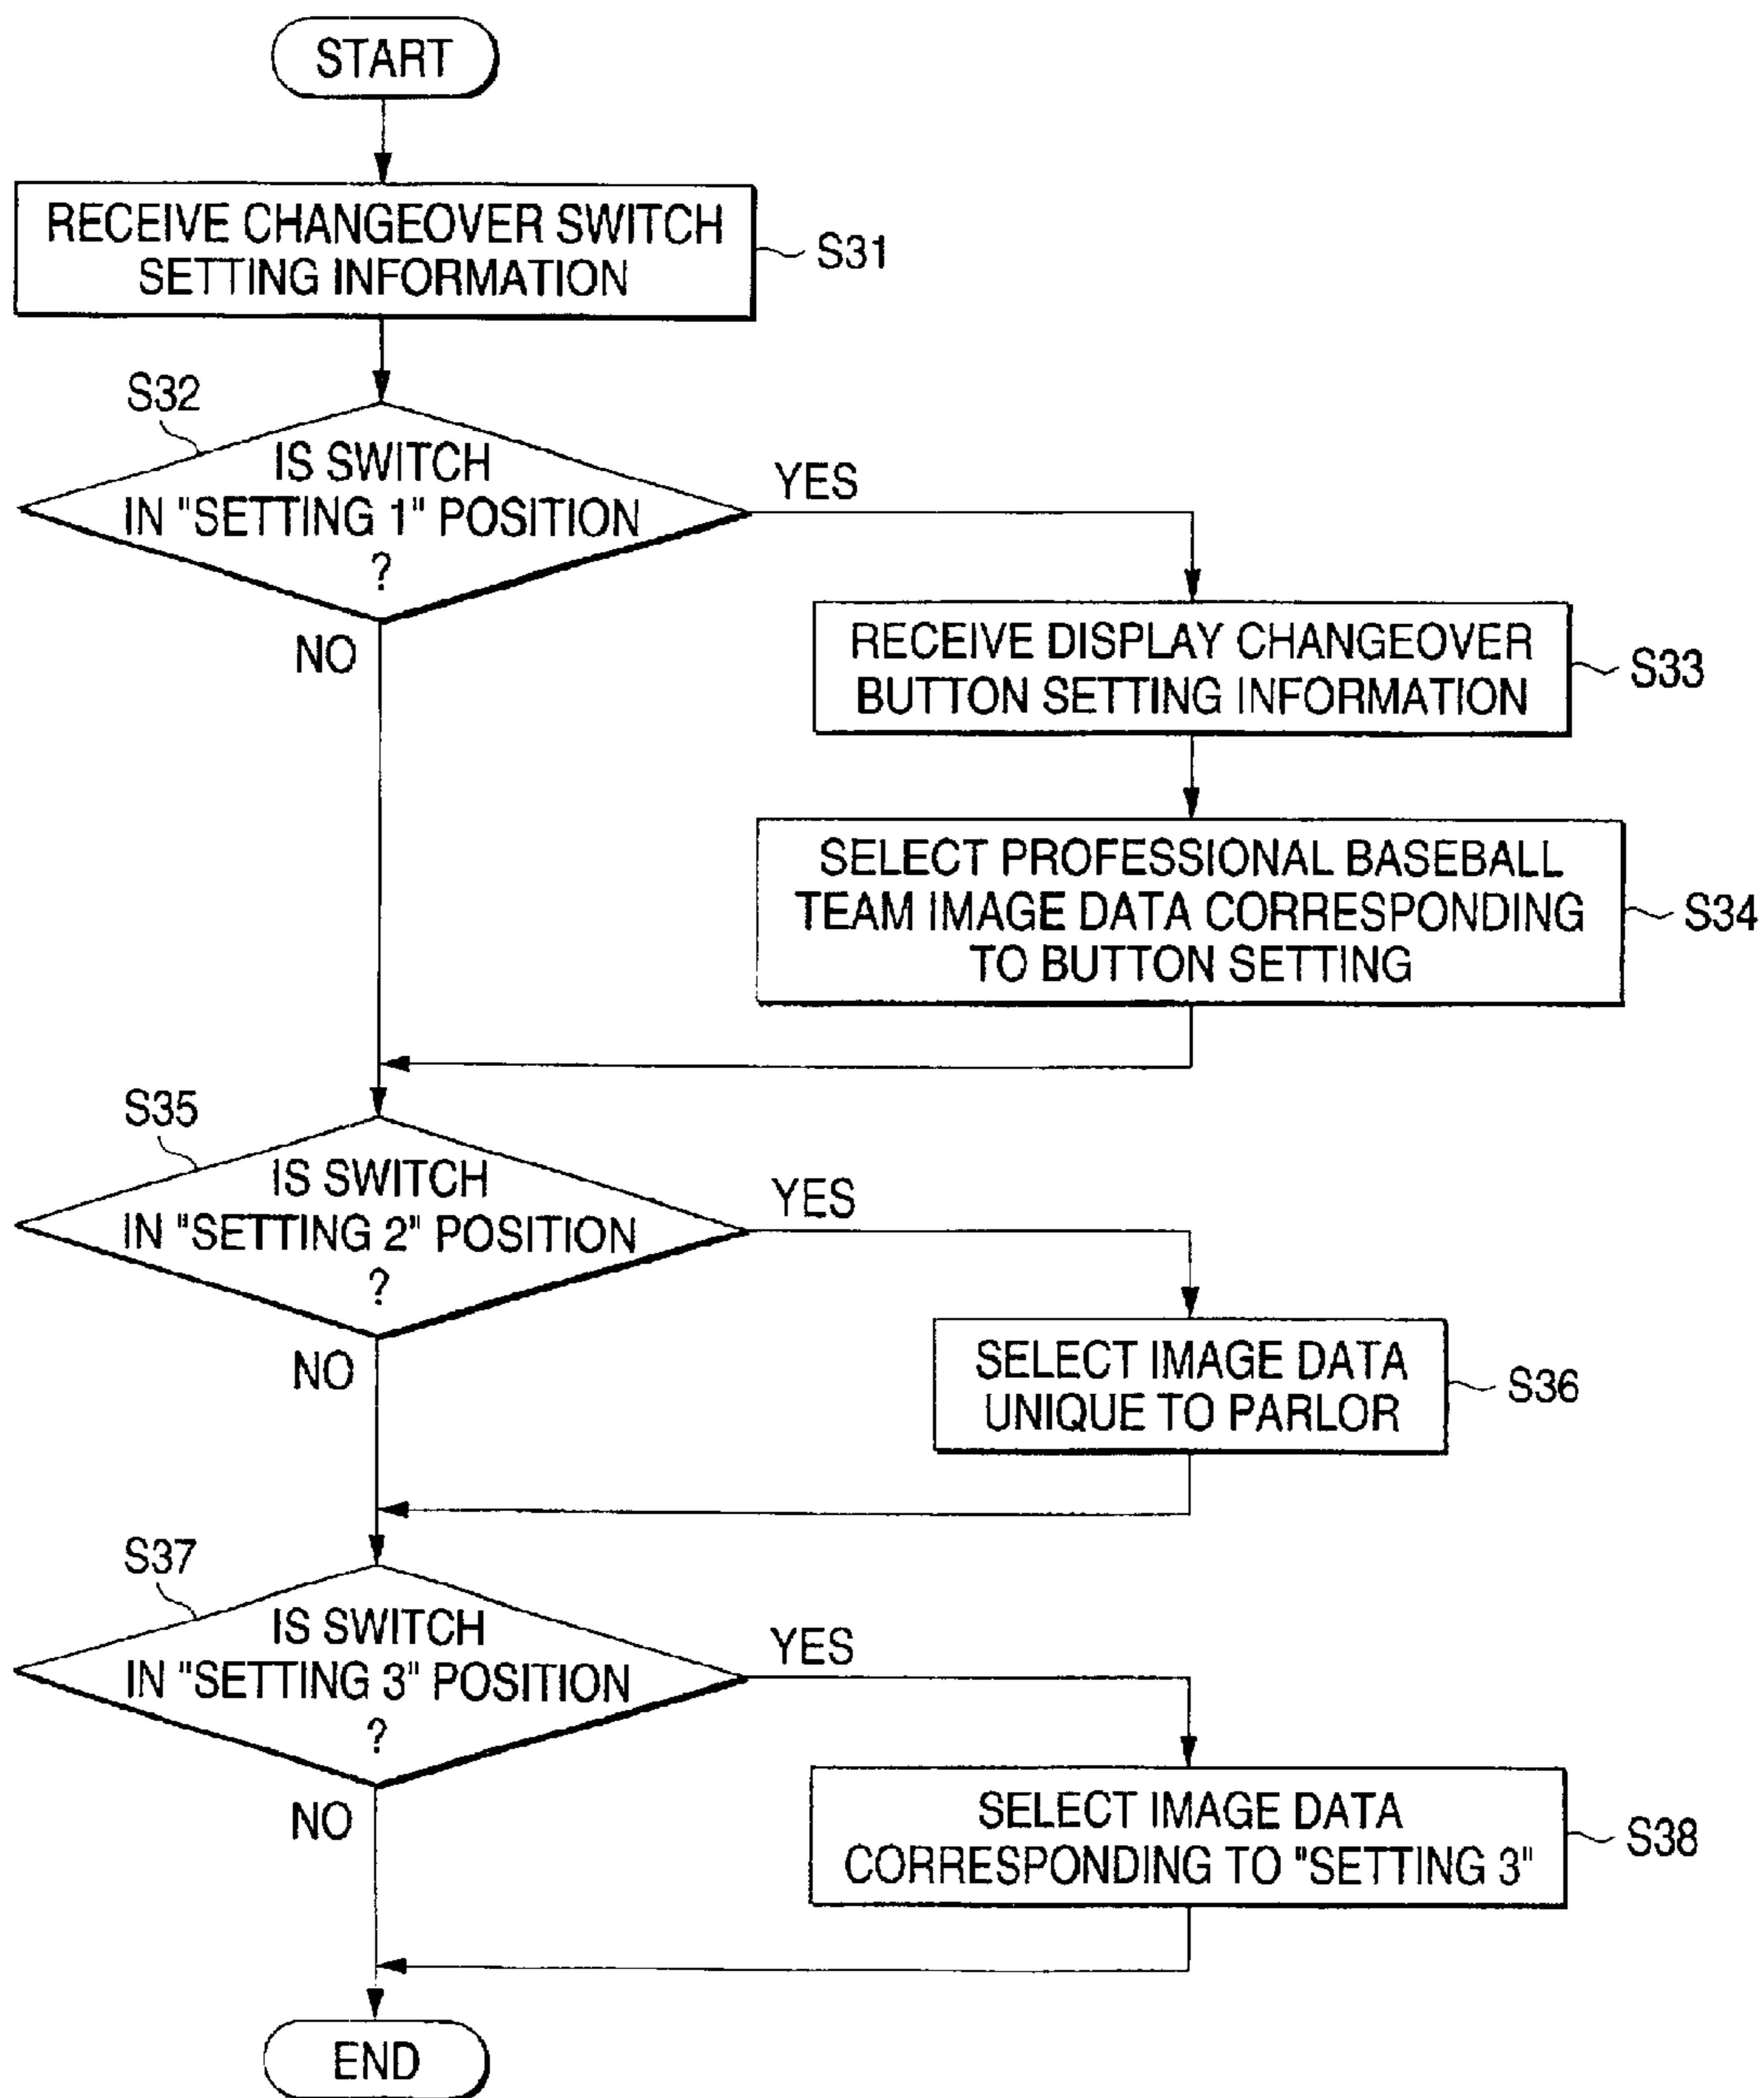 START
RECEIVE CHANGEOVER SWITCH
SETTING INFORMATION
S31
S32
IS SWITCH
IN "SETTING 1" POSITION
?
YES
NO
RECEIVE DISPLAY CHANGEOVER
BUTTON SETTING INFORMATION
S33
SELECT PROFESSIONAL BASEBALL
TEAM IMAGE DATA CORRESPONDING
TO BUTTON SETTING
S34
S35
IS SWITCH
IN "SETTING 2" POSITION
?
YES
NO
SELECT IMAGE DATA
UNIQUE TO PARLOR
S36
S37
IS SWITCH
IN "SETTING 3" POSITION
?
YES
NO
SELECT IMAGE DATA
CORRESPONDING TO "SETTING 3"
S38
END